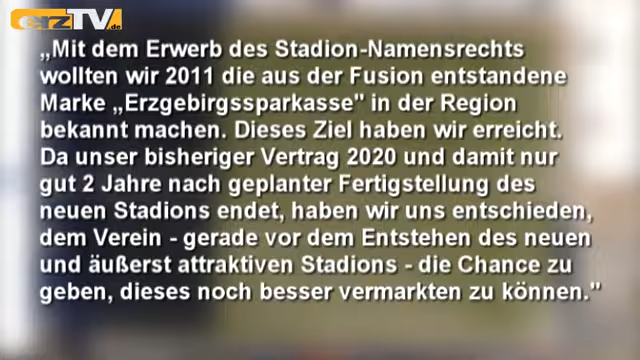 erzTV.de
„Mit dem Erwerb des Stadion-Namensrechts
wollten wir 2011 die aus der Fusion entstandene
Marke „Erzgebirgssparkasse" in der Region
bekannt machen. Dieses Ziel haben wir erreicht.
Da unser bisheriger Vertrag 2020 und damit nur
gut 2 Jahre nach geplanter Fertigstellung des
neuen Stadions endet, haben wir uns entschieden,
dem Verein - gerade vor dem Entstehen des neuen
und äußerst attraktiven Stadions - die Chance zu
geben, dieses noch besser vermarkten zu können."